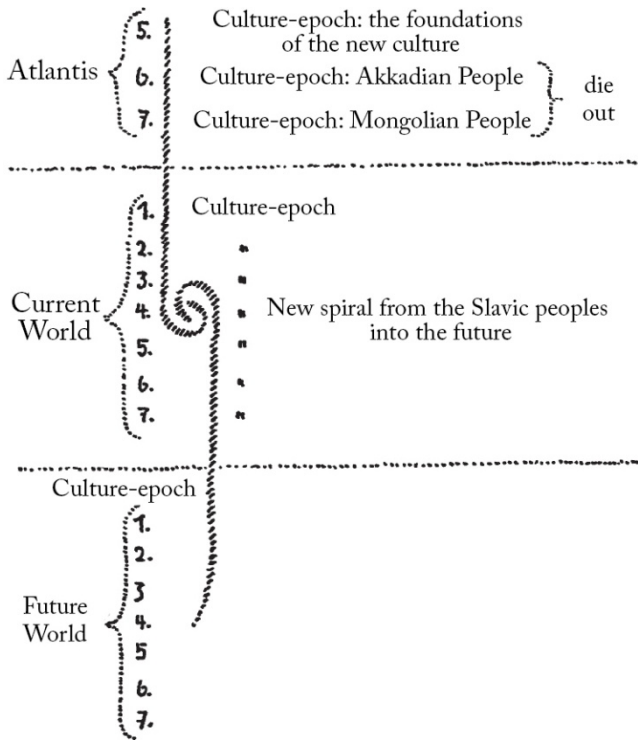 5. Culture-epoch: the foundations
of the new culture
Atlantis 6. Culture-epoch: Akkadian People die
7. Culture-epoch: Mongolian People out
1. Culture-epoch
2. "
3. "
Current 4. " New spiral from the Slavic peoples
World 5. " into the future
6. "
7. "
Culture-epoch
1.
2.
3
Future 4.
World 5
6.
7.